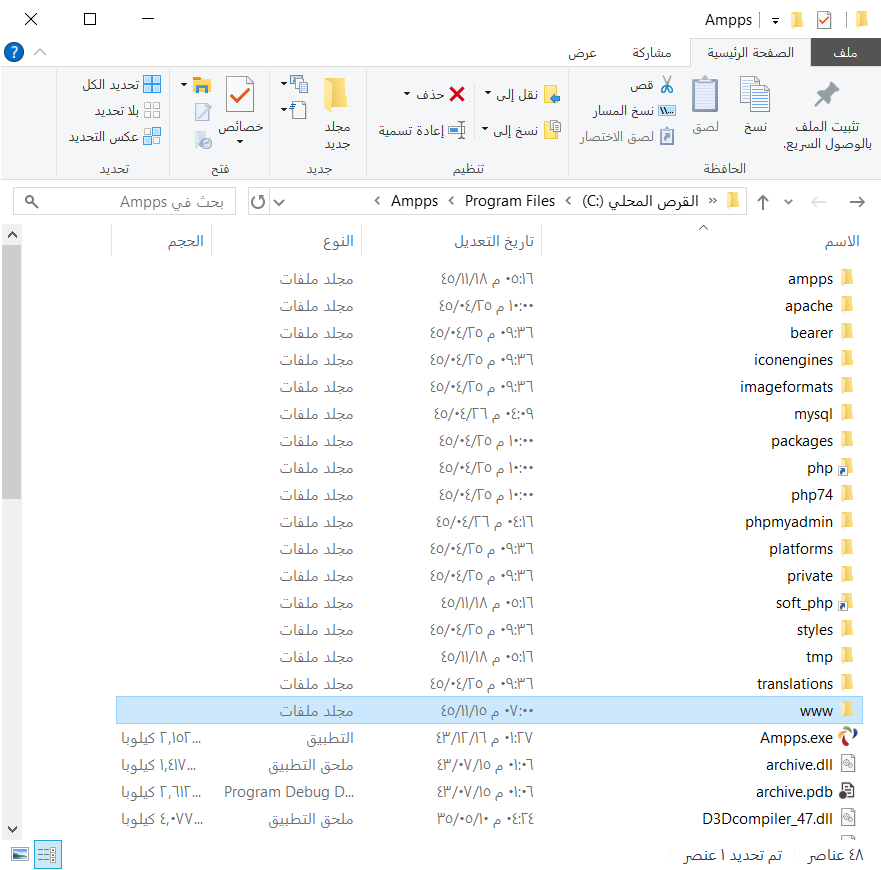 Ampps
ملف
الصفحة الرئيسية
مشاركة
عرض
تثبيت الملف بالوصول السريع.
نسخ
لصق
قص
نسخ المسار
لصق الاختصار
الحافظة
نقل إلى
نسخ إلى
حذف
إعادة تسمية
تنظيم
مجلد جديد
جديد
خصائص
فتح
تحديد الكل
بلا تحديد
عكس التحديد
تحديد
« القرص المحلي (C:) > Program Files > Ampps >
بحث في Ampps
الاسم تاريخ التعديل النوع الحجم
ampps ٠٥:١٦ م ٤٥/١١/١٨ مجلد ملفات
apache ١٠:٠٠ م ٤٥/٠٤/٢٥ مجلد ملفات
bearer ٠٩:٣٦ م ٤٥/٠٤/٢٥ مجلد ملفات
iconengines ٠٩:٣٦ م ٤٥/٠٤/٢٥ مجلد ملفات
imageformats ٠٩:٣٦ م ٤٥/٠٤/٢٥ مجلد ملفات
mysql ٠٤:٠٩ م ٤٥/٠٤/٢٦ مجلد ملفات
packages ١٠:٠٠ م ٤٥/٠٤/٢٥ مجلد ملفات
php ١٠:٠٠ م ٤٥/٠٤/٢٥ مجلد ملفات
php74 ١٠:٠٠ م ٤٥/٠٤/٢٥ مجلد ملفات
phpmyadmin ٠٤:١٦ م ٤٥/٠٤/٢٦ مجلد ملفات
platforms ٠٩:٣٦ م ٤٥/٠٤/٢٥ مجلد ملفات
private ٠٩:٣٦ م ٤٥/٠٤/٢٥ مجلد ملفات
soft_php ٠٥:١٦ م ٤٥/١١/١٨ مجلد ملفات
styles ٠٩:٣٦ م ٤٥/٠٤/٢٥ مجلد ملفات
tmp ٠٥:١٦ م ٤٥/١١/١٨ مجلد ملفات
translations ٠٩:٣٦ م ٤٥/٠٤/٢٥ مجلد ملفات
www ٠٧:٠٠ م ٤٥/١١/١٥ مجلد ملفات
Ampps.exe ٠١:٢٧ م ٤٣/١٢/١٦ التطبيق ٢,١٥٢ كيلوبا...
archive.dll ٠١:٠٦ م ٤٣/٠٧/١٥ ملحق التطبيق ١,٤١٧ كيلوبا...
archive.pdb ٠١:٠٦ م ٤٣/٠٧/١٥ Program Debug D... ٢,٦١٢ كيلوبا...
D3Dcompiler_47.dll ٠٤:٢٤ م ٣٥/٠٥/١٠ ملحق التطبيق ٤,٠٧٧ كيلوبا...
٤٨ عناصر
تم تحديد ١ عنصر